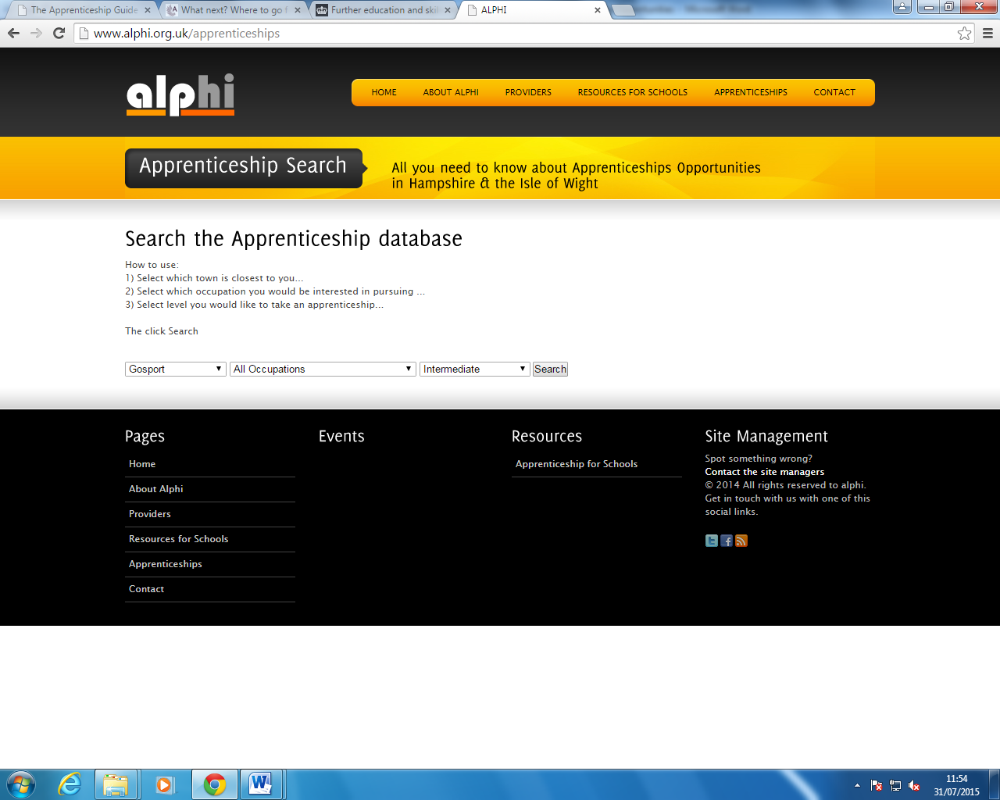 The Apprenticeship Guide
What next? Where to go f
Further education and skil
ALPHI
www.alphi.org.uk/apprenticeships
alphi
HOME ABOUT ALPHI PROVIDERS RESOURCES FOR SCHOOLS APPRENTICESHIPS CONTACT
Apprenticeship Search
All you need to know about Apprenticeships Opportunities
in Hampshire & the Isle of Wight
Search the Apprenticeship database
How to use:
1) Select which town is closest to you...
2) Select which occupation you would be interested in pursuing ...
3) Select level you would like to take an apprenticeship...
The click Search
Gosport All Occupations Intermediate Search
Pages
Home
About Alphi
Providers
Resources for Schools
Apprenticeships
Contact
Events
Resources
Apprenticeship for Schools
Site Management
Spot something wrong?
Contact the site managers
© 2014 All rights reserved to alphi.
Get in touch with us with one of this
social links.
11:54
31/07/2015